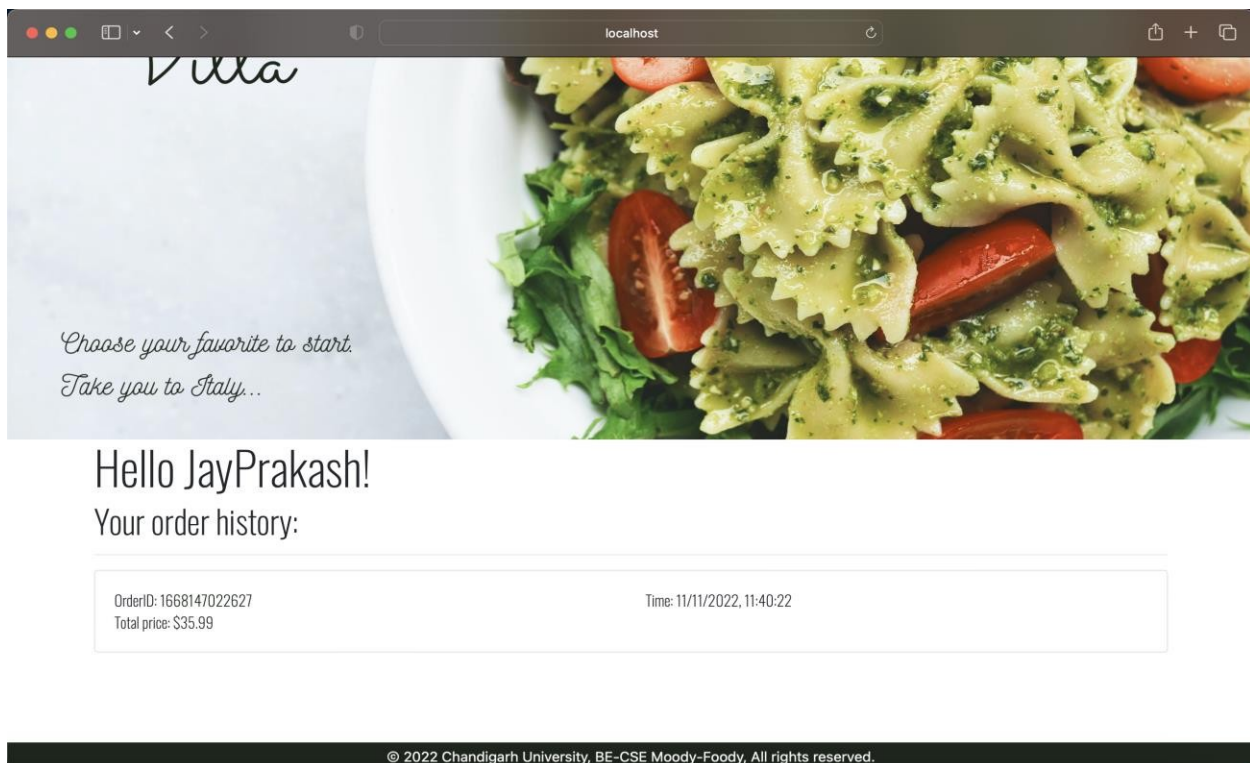 localhost
Villa
Choose your favorite to start.
Take you to Italy...
Hello JayPrakash!
Your order history:
OrderID: 1668147022627
Time: 11/11/2022, 11:40:22
Total price: $35.99
© 2022 Chandigarh University, BE-CSE Moody-Foody, All rights reserved.